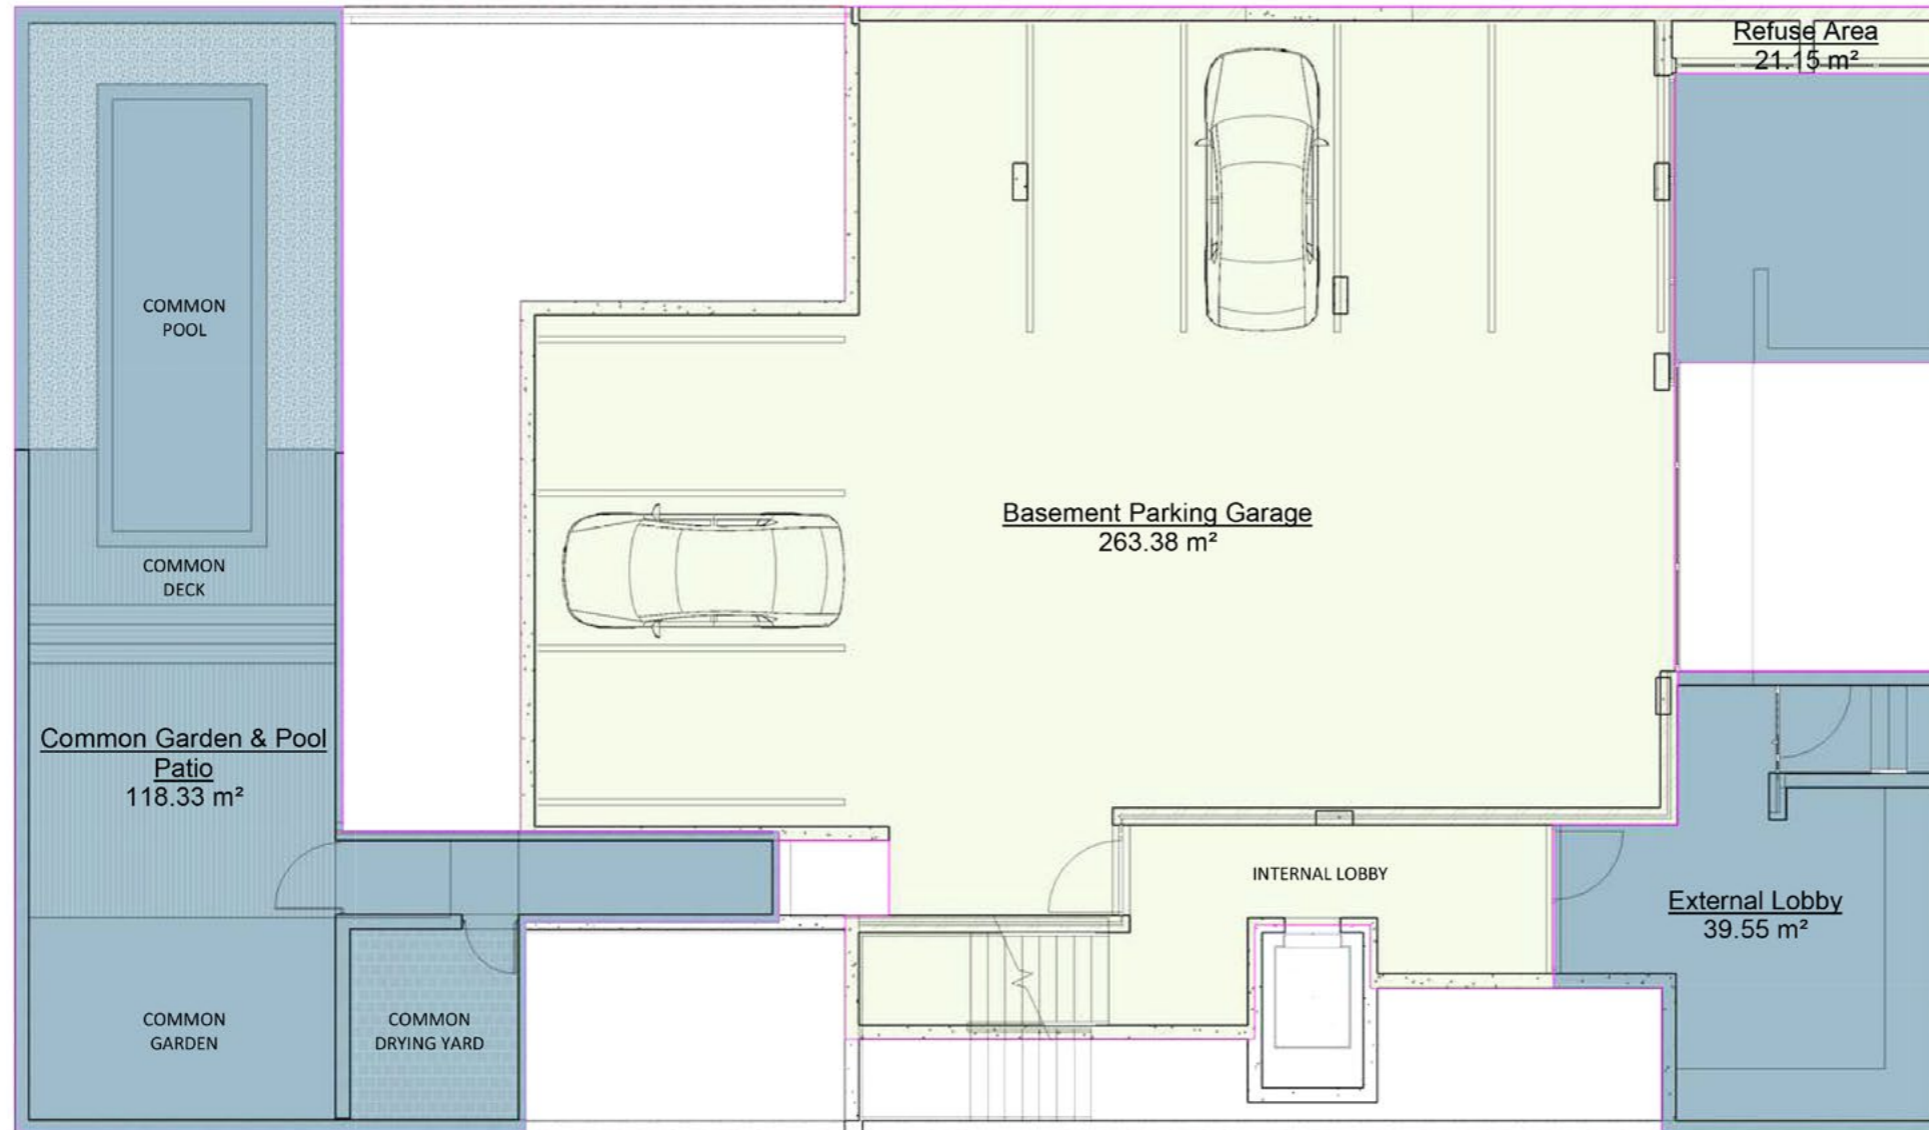 Refuse Area
21.15 m²
COMMON
POOL
Basement Parking Garage
263.38 m²
COMMON
DECK
Common Garden & Pool
Patio
118.33 m²
INTERNAL LOBBY
External Lobby
39.55 m²
COMMON
GARDEN
COMMON
DRYING YARD